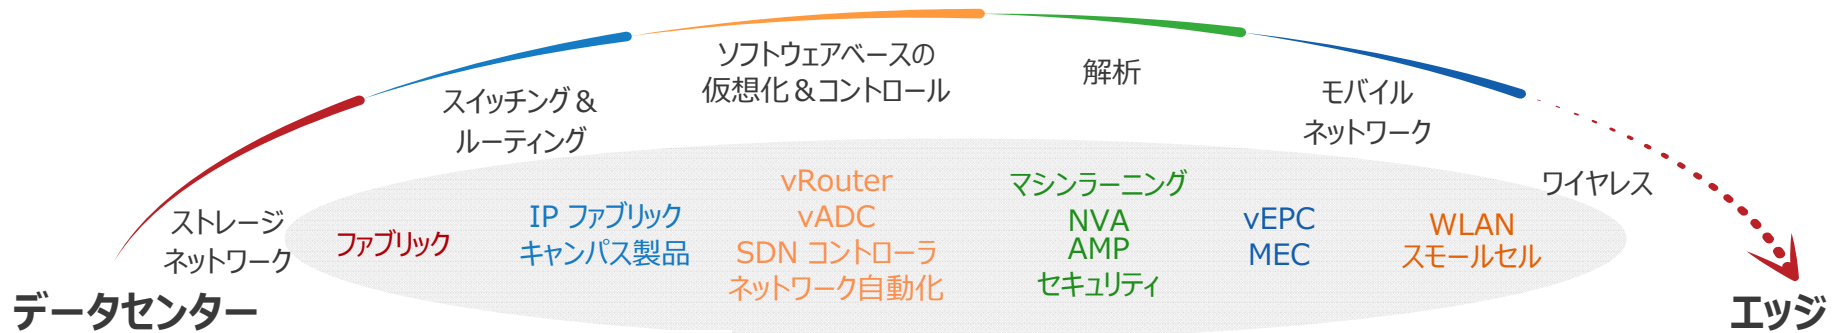 ソフトウェアベースの
仮想化＆コントロール
解析
スイッチング＆
ルーティング
モバイル
ネットワーク
ワイヤレス
ストレージ
ネットワーク
ファブリック
IP ファブリック
キャンパス製品
vRouter
vADC
SDN コントローラ
ネットワーク自動化
マシンラーニング
NVA
AMP
セキュリティ
vEPC
MEC
WLAN
スモールセル
データセンター
エッジ